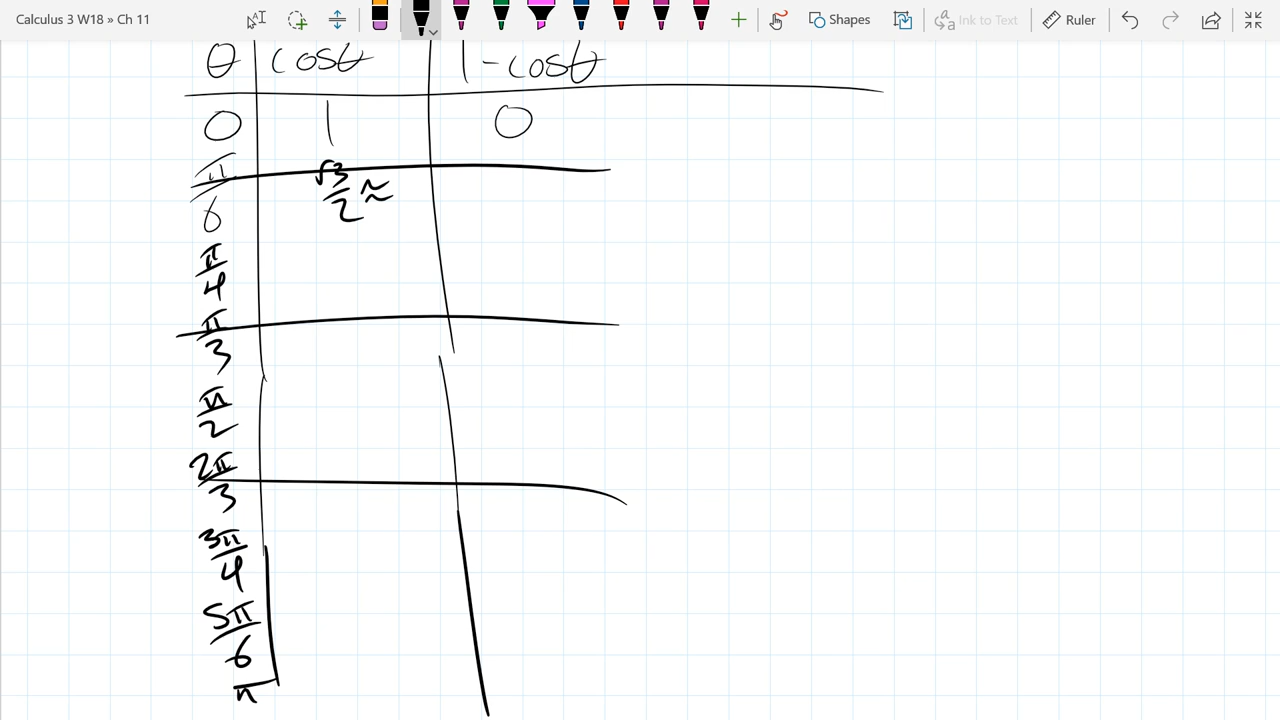 Calculus 3 W18 » Ch 11
Shapes
Link to Text
Ruler
θ cosθ 1-cosθ
0 1 0
π/6 √3/2 ≈
π/4
π/3
π/2
2π/3
3π/4
5π/6
π